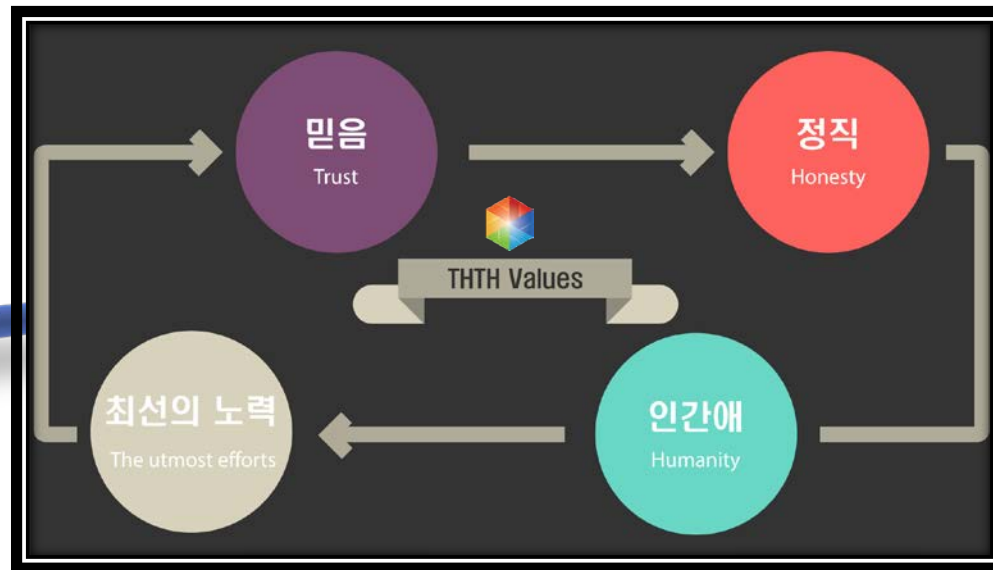 믿음
Trust
정직
Honesty
THTH Values
최선의 노력
The utmost efforts
인간애
Humanity